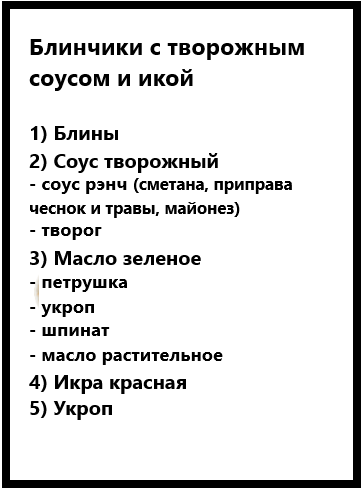 Блинчики с творожным
соусом и икой
1) Блины
2) Соус творожный
- соус рэнч (сметана, приправа
чеснок и травы, майонез)
- творог
3) Масло зеленое
- петрушка
- укроп
- шпинат
- масло растительное
4) Икра красная
5) Укроп